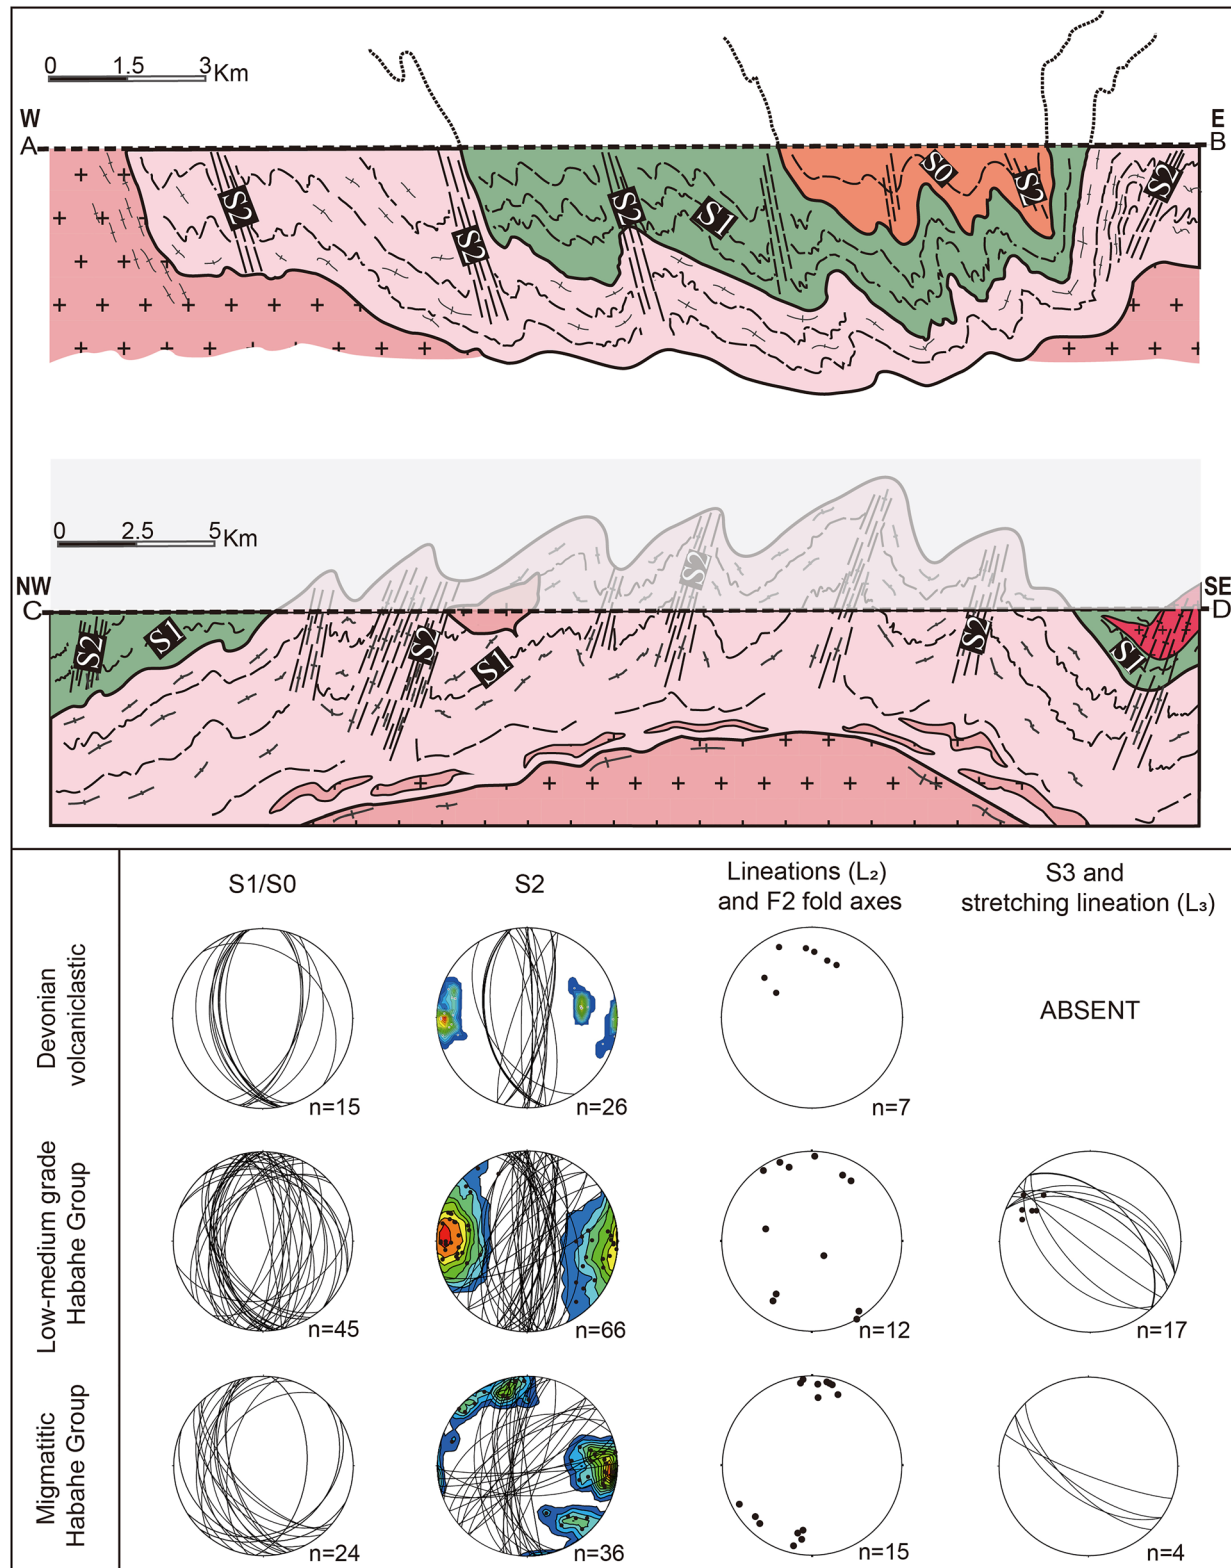 0 1.5 3 Km
W E
A B
S0
S2 S2
S2 S2 S1
S2
0 2.5 5 Km
NW SE
C D
S2
S2 S1 S2 S2
S1 S1
S1/S0 S2 Lineations (L₂) and F2 fold axes S3 and stretching lineation (L₃)
Devonian volcaniclastic
ABSENT
n=15 n=26 n=7
Low-medium grade Habahe Group
n=45 n=66 n=12 n=17
Migmatitic Habahe Group
n=24 n=36 n=15 n=4